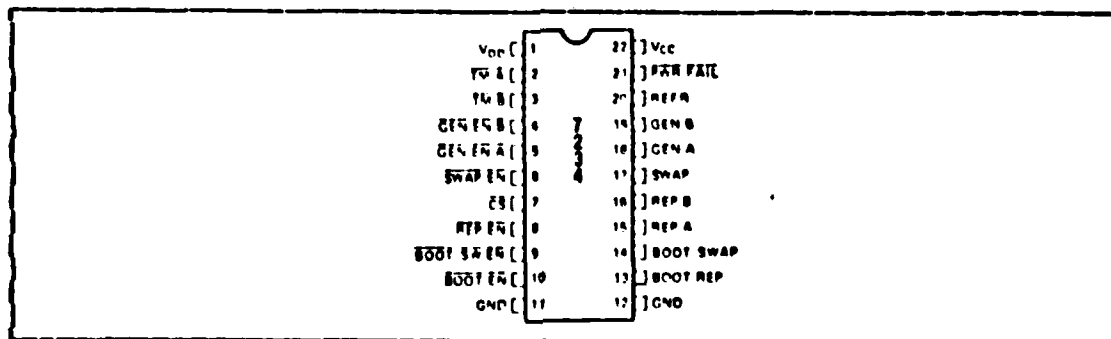 VDD 1 22 VCC
TM A 2 21 PWR FAIL
TM B 3 20 REFR
GEN EN B 4 19 GEN B
GEN EN A 5 18 GEN A
SWAP EN 6 17 SWAP
CS 7 16 REP B
REP EN 8 15 REP A
BOOT SW EN 9 14 BOOT SWAP
BOOT EN 10 13 BOOT REP
GND 11 12 GND